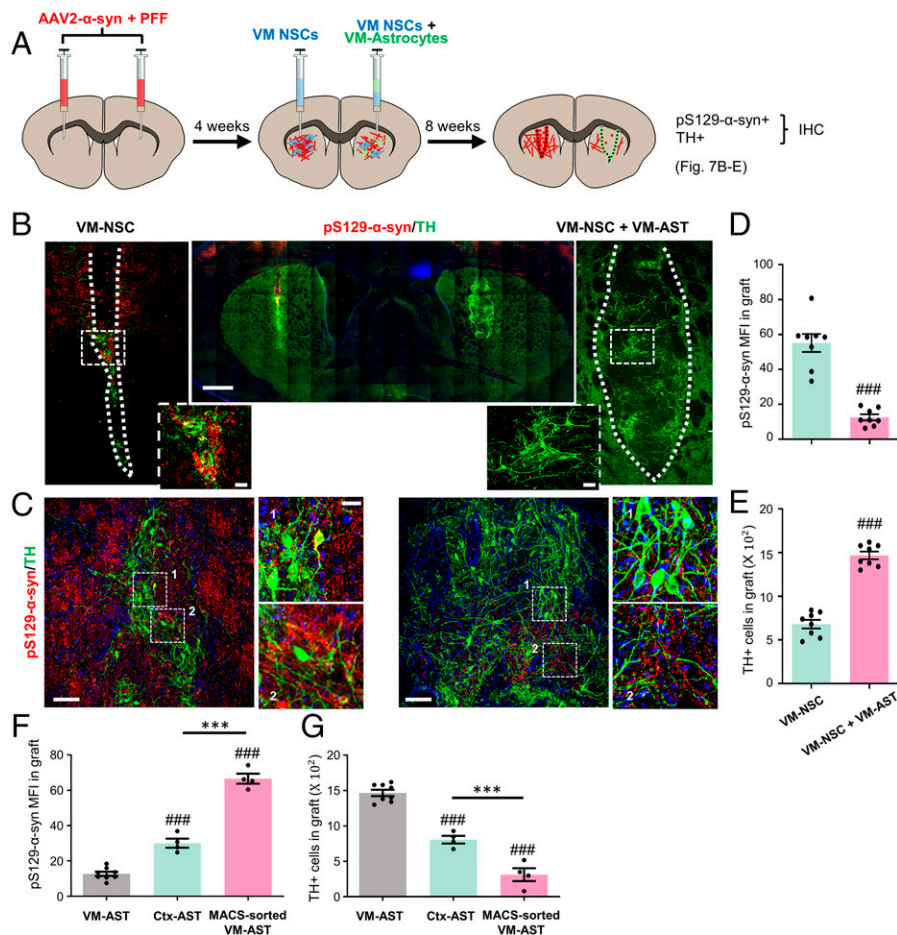 A
AAV2-α-syn + PFF
VM NSCs
VM NSCs +
VM-Astrocytes
4 weeks
8 weeks
pS129-α-syn+
TH+
IHC
(Fig. 7B-E)
B
VM-NSC
pS129-α-syn/TH
VM-NSC + VM-AST
C
pS129-α-syn/TH
1
2
1
2
1
2
1
2
D
pS129-α-syn MFI in graft
80
60
40
20
0
###
E
TH+ cells in graft (X 10²)
20
15
10
5
0
###
VM-NSC
VM-NSC + VM-AST
F
pS129-α-syn MFI in graft
80
60
40
20
0
***
###
###
VM-AST
Ctx-AST
MACS-sorted
VM-AST
G
TH+ cells in graft (X 10²)
20
15
10
5
0
***
###
###
VM-AST
Ctx-AST
MACS-sorted
VM-AST